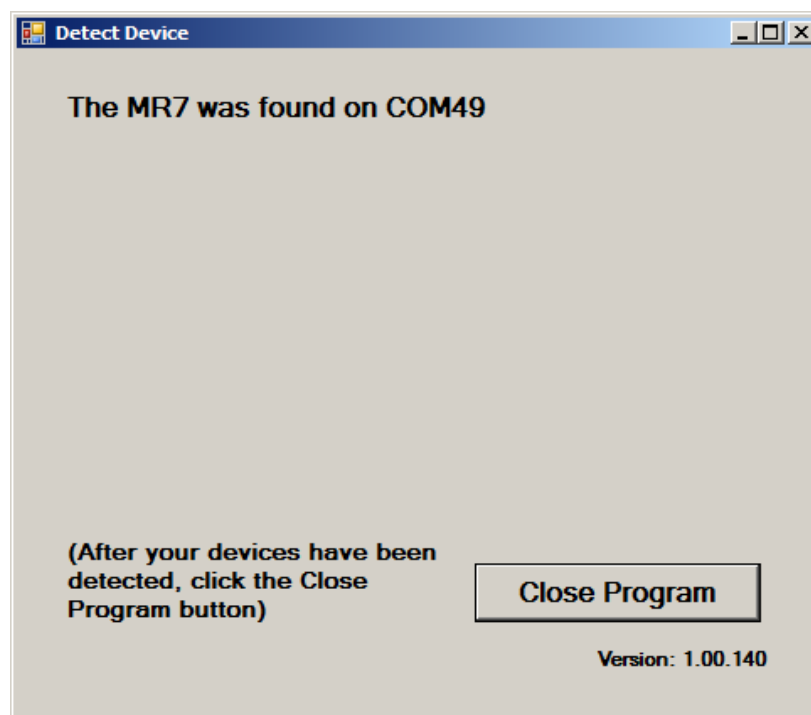 Detect Device
The MR7 was found on COM49
(After your devices have been
detected, click the Close
Program button)
Close Program
Version: 1.00.140